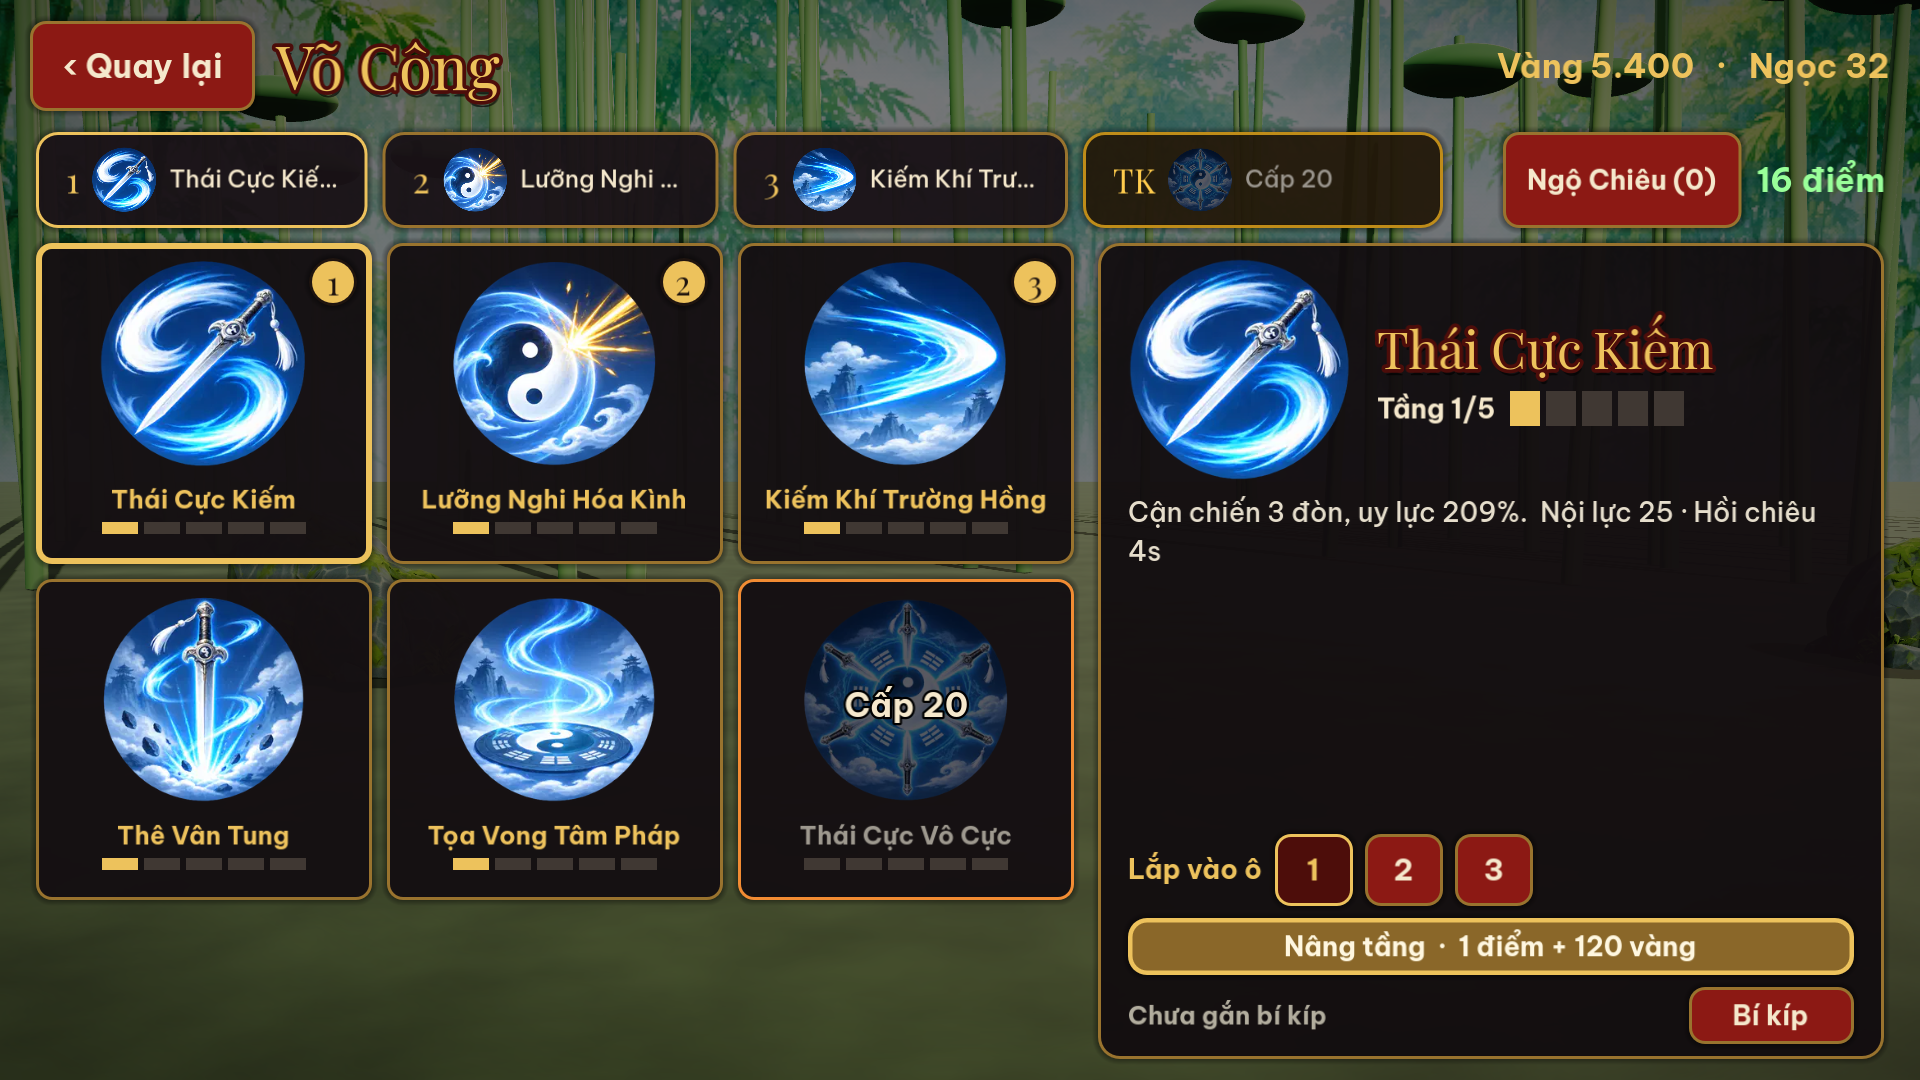 < Quay lại
Võ Công
Vàng 5.400 · Ngọc 32
1 Thái Cực Kiế...
2 Lưỡng Nghi ...
3 Kiếm Khí Trư...
TK Cấp 20
Ngộ Chiêu (0)
16 điểm
1
Thái Cực Kiếm
2
Lưỡng Nghi Hóa Kình
3
Kiếm Khí Trường Hồng
Thê Vân Tung
Tọa Vong Tâm Pháp
Cấp 20
Thái Cực Vô Cực
Thái Cực Kiếm
Tầng 1/5
Cận chiến 3 đòn, uy lực 209%. Nội lực 25 · Hồi chiêu
4s
Lắp vào ô 1 2 3
Nâng tầng · 1 điểm + 120 vàng
Chưa gắn bí kíp
Bí kíp